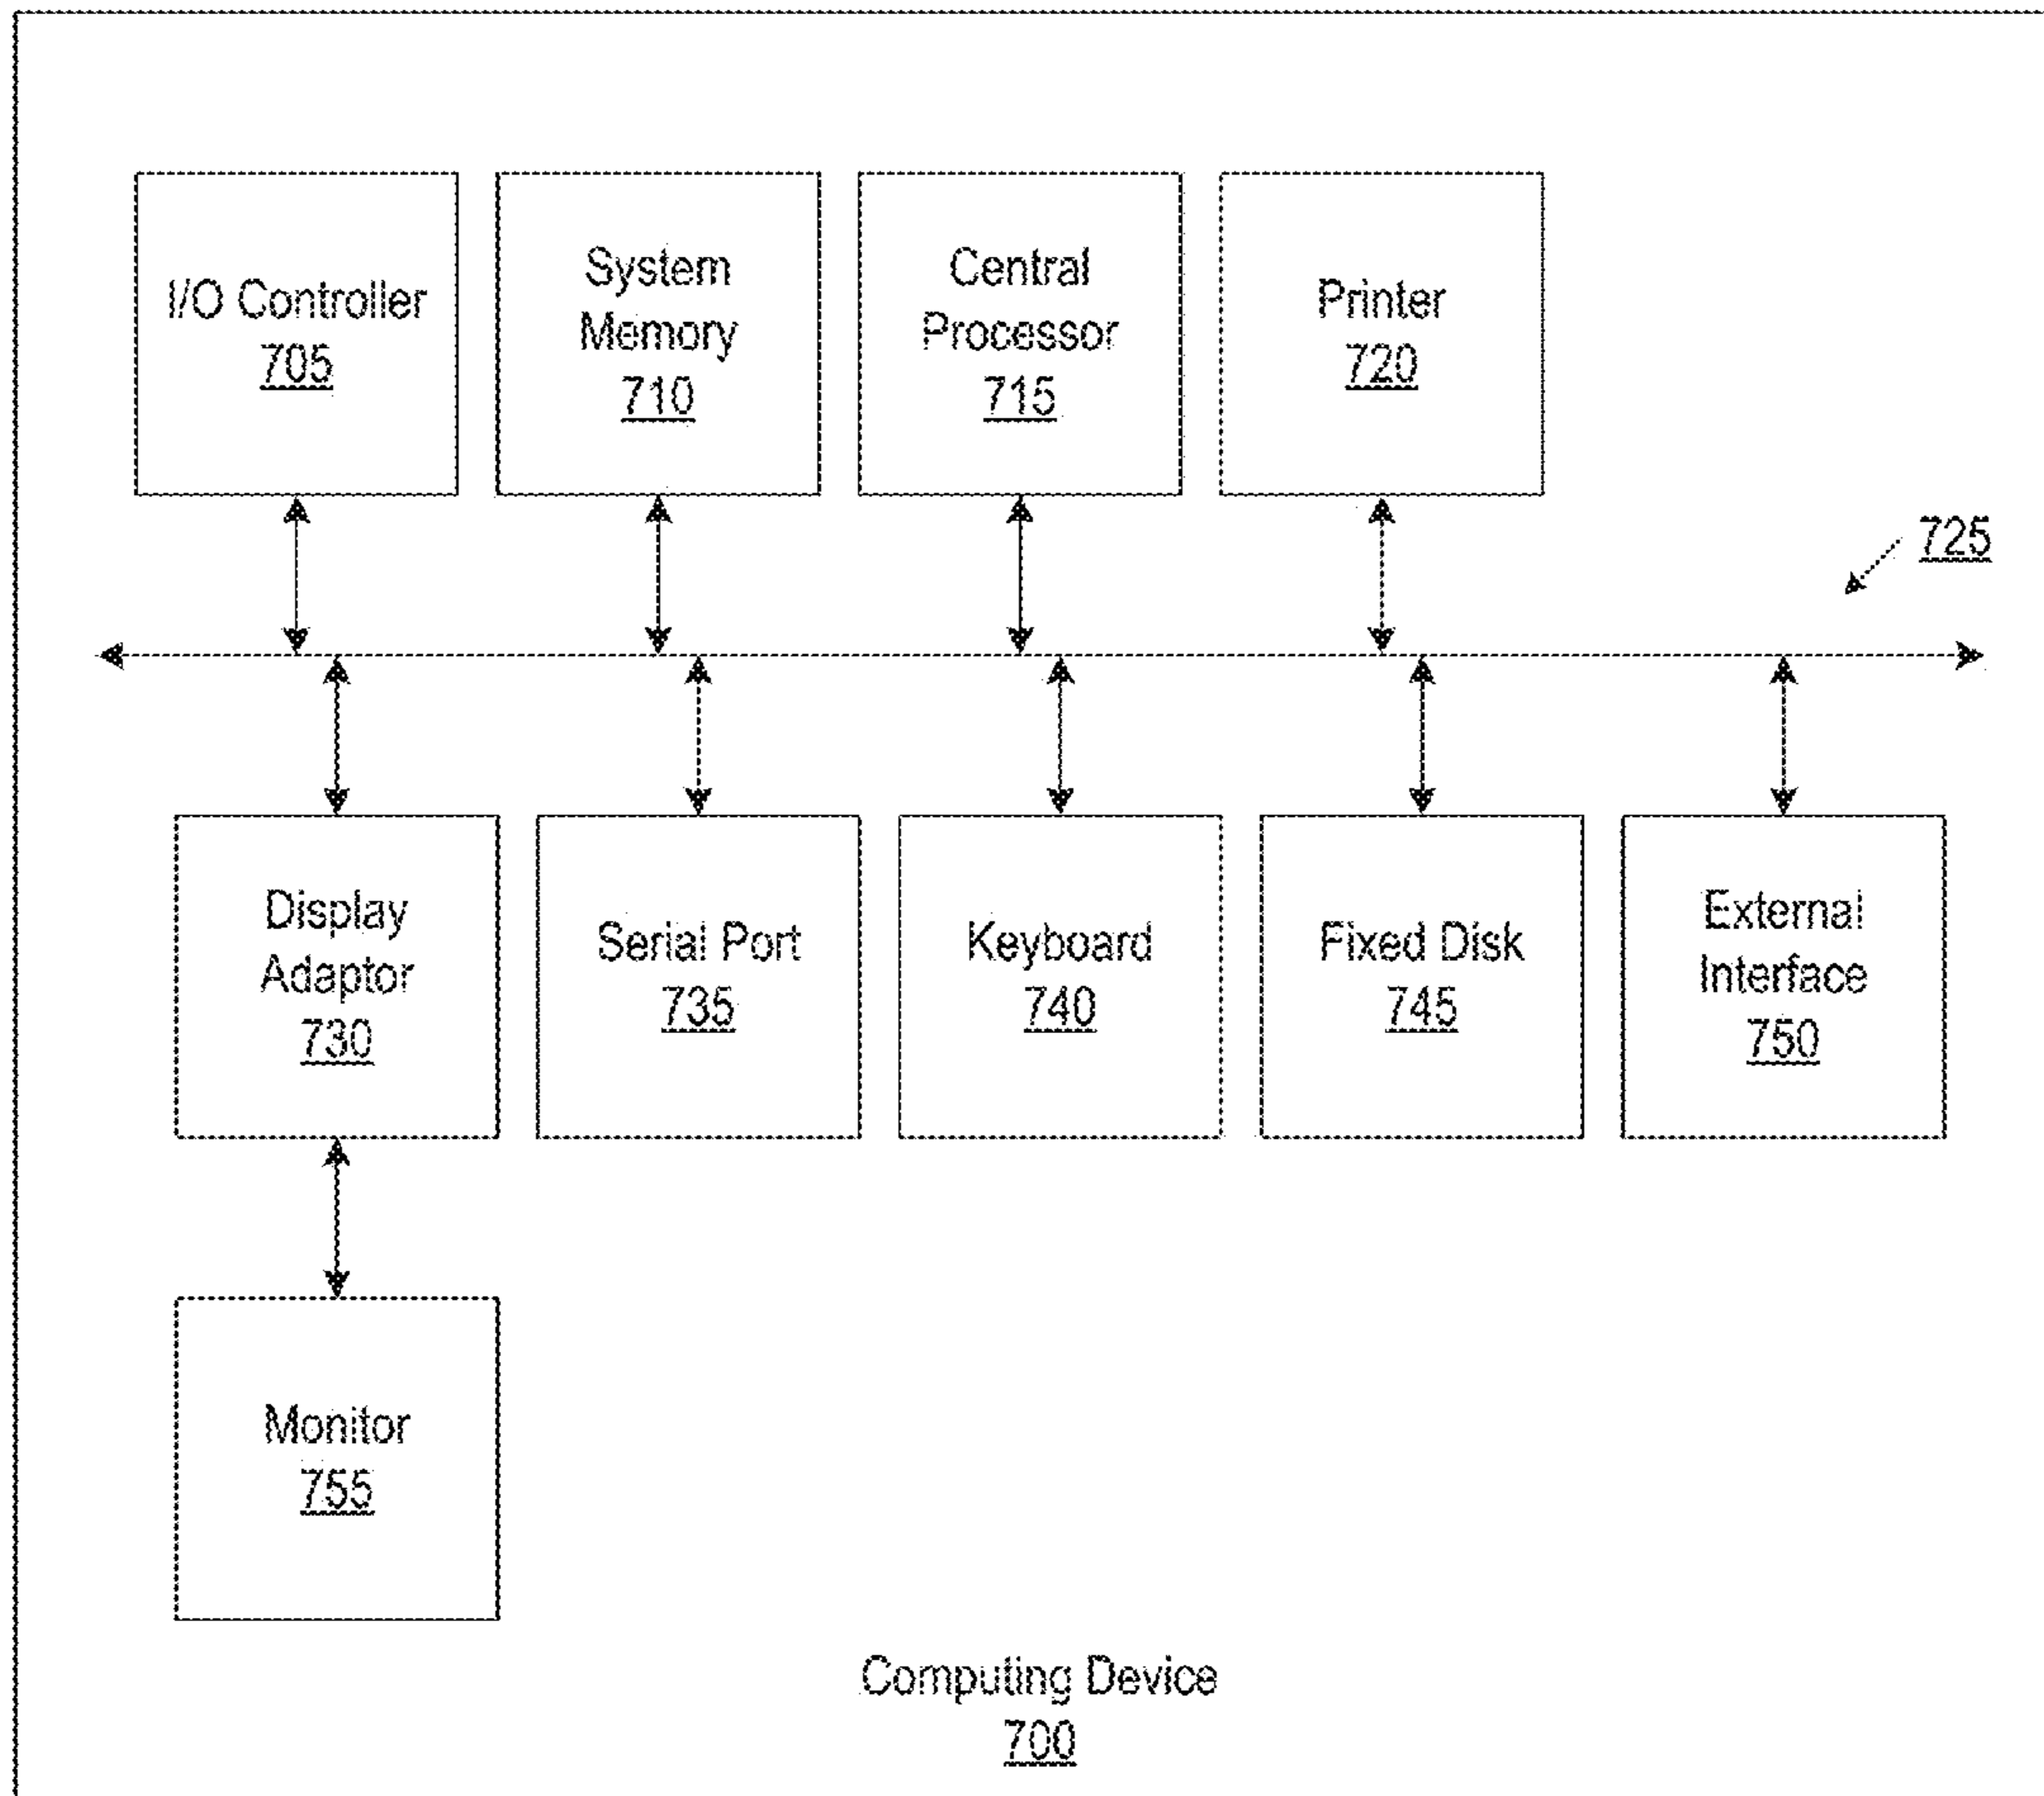 I/O Controller
705
System
Memory
710
Central
Processor
715
Printer
720
725
Display
Adaptor
730
Serial Port
735
Keyboard
740
Fixed Disk
745
External
Interface
750
Monitor
755
Computing Device
700